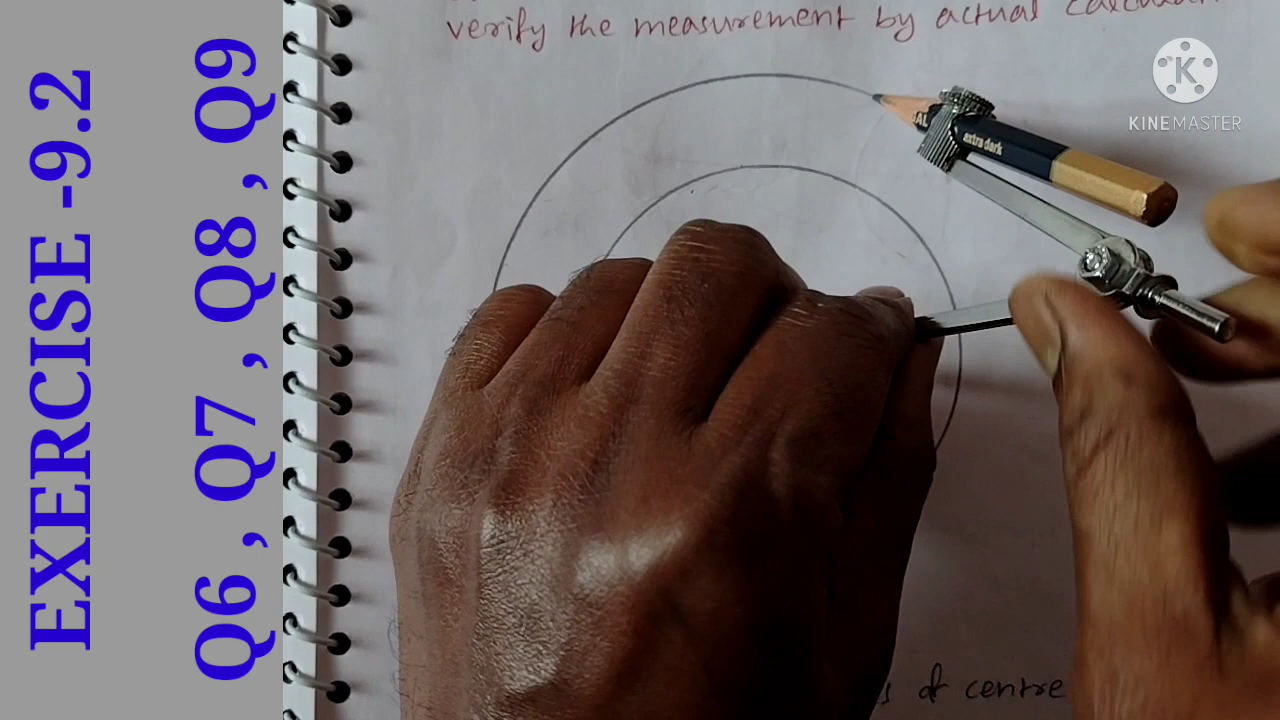 EXERCISE -9.2
Q6 , Q7 , Q8 , Q9
verify the measurement by actual
KINEMASTER
extra dark
of centre